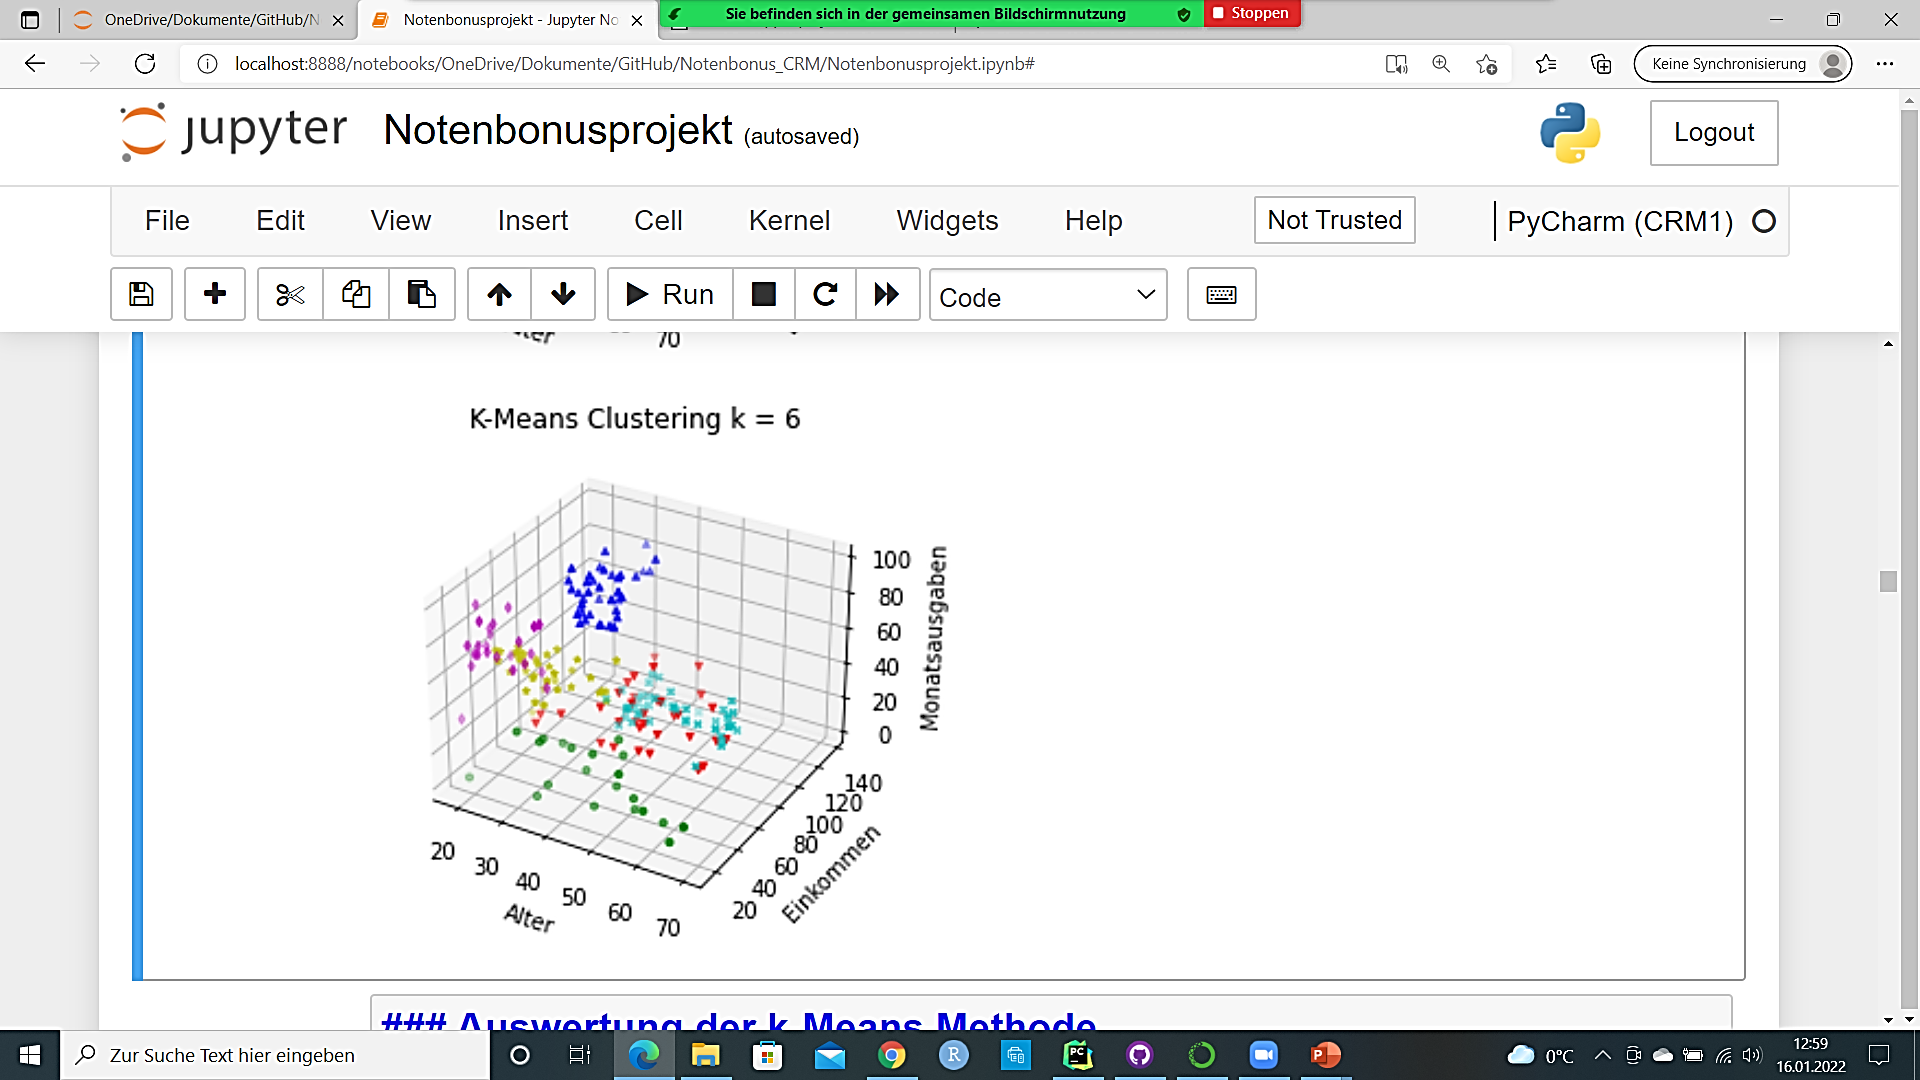 OneDrive/Dokumente/GitHub/N
Notenbonusprojekt - Jupyter No
Sie befinden sich in der gemeinsamen Bildschirmnutzung
Stoppen
localhost:8888/notebooks/OneDrive/Dokumente/GitHub/Notenbonus_CRM/Notenbonusprojekt.ipynb#
Keine Synchronisierung
jupyter
Notenbonusprojekt (autosaved)
Logout
File Edit View Insert Cell Kernel Widgets Help
Not Trusted
PyCharm (CRM1)
Run
Code
Alter
70
K-Means Clustering k = 6
100
80
60
40
20
0
Monatsausgaben
140
120
100
80
60
40
20
Einkommen
20 30 40 50 60 70
Alter
### Auswertung der k-Means Methode
Zur Suche Text hier eingeben
R
PC
P
0°C
12:59
16.01.2022